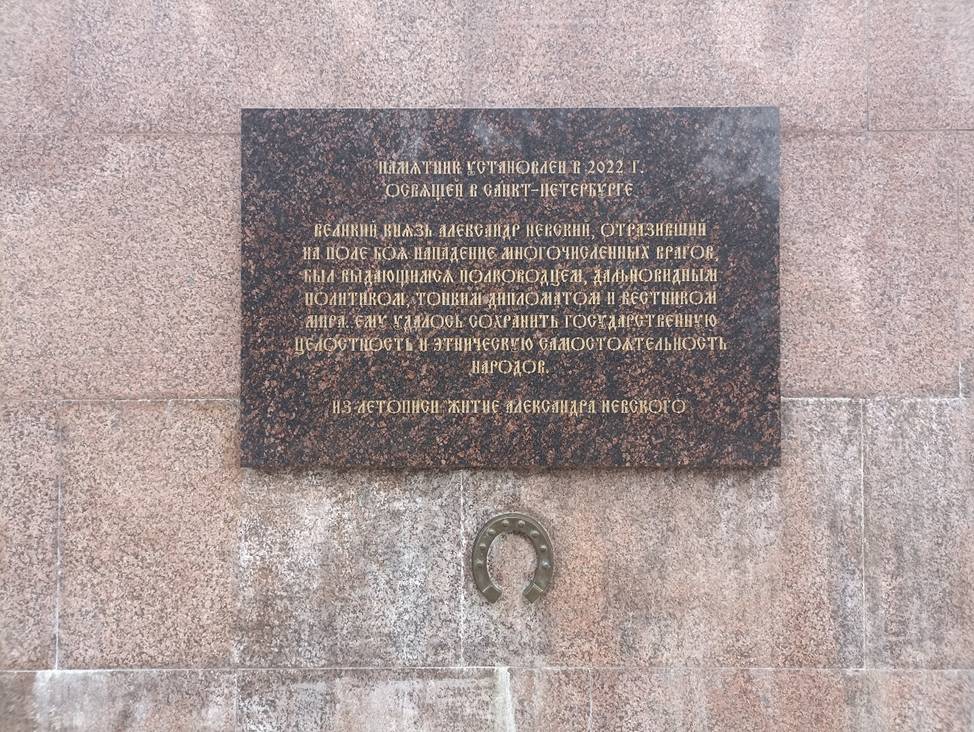 ПАМЯТНИК УСТАНОВЛЕН В 2022 Г.
ОСВЯЩЕН В САНКТ-ПЕТЕРБУРГЕ
ВЕЛИКИЙ КНЯЗЬ АЛЕКСАНДР НЕВСКИЙ, ОТРАЗИВШИЙ
НА ПОЛЕ БОЯ НАПАДЕНИЕ МНОГОЧИСЛЕННЫХ ВРАГОВ,
БЫЛ ВЫДАЮЩИМСЯ ПОЛКОВОДЦЕМ, ДАЛЬНОВИДНЫМ
ПОЛИТИКОМ, ТОНКИМ ДИПЛОМАТОМ И ВЕСТНИКОМ
МИРА. ЕМУ УДАЛОСЬ СОХРАНИТЬ ГОСУДАРСТВЕННУЮ
ЦЕЛОСТНОСТЬ И ЭТНИЧЕСКУЮ САМОСТОЯТЕЛЬНОСТЬ
НАРОДОВ.
ИЗ ЛЕТОПИСИ ЖИТИЕ АЛЕКСАНДРА НЕВСКОГО